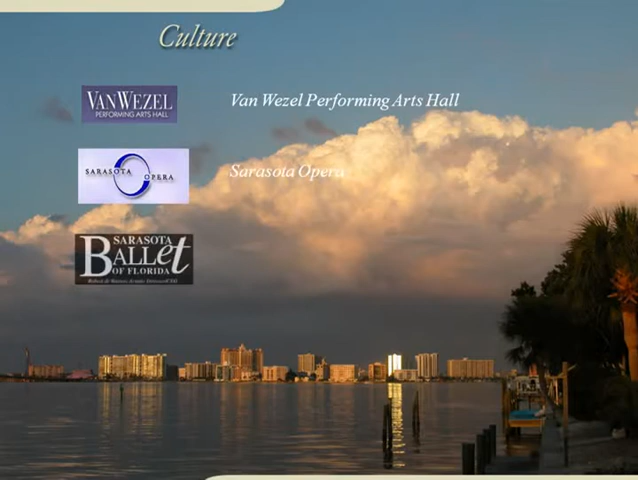 Culture
VANWEZEL
PERFORMING ARTS HALL
Van Wezel Performing Arts Hall
SARASOTA OPERA
Sarasota Opera
SARASOTA
BALLet
OF FLORIDA